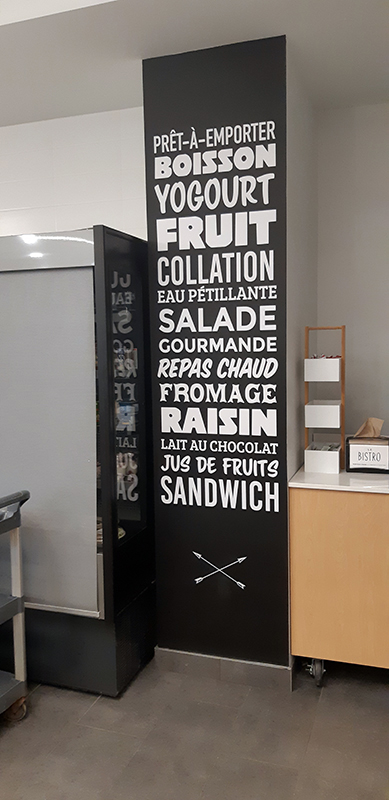 PRÊT-À-EMPORTER
BOISSON
YOGOURT
FRUIT
COLLATION
EAU PÉTILLANTE
SALADE
GOURMANDE
REPAS CHAUD
FROMAGE
RAISIN
LAIT AU CHOCOLAT
JUS DE FRUITS
SANDWICH
BISTRO